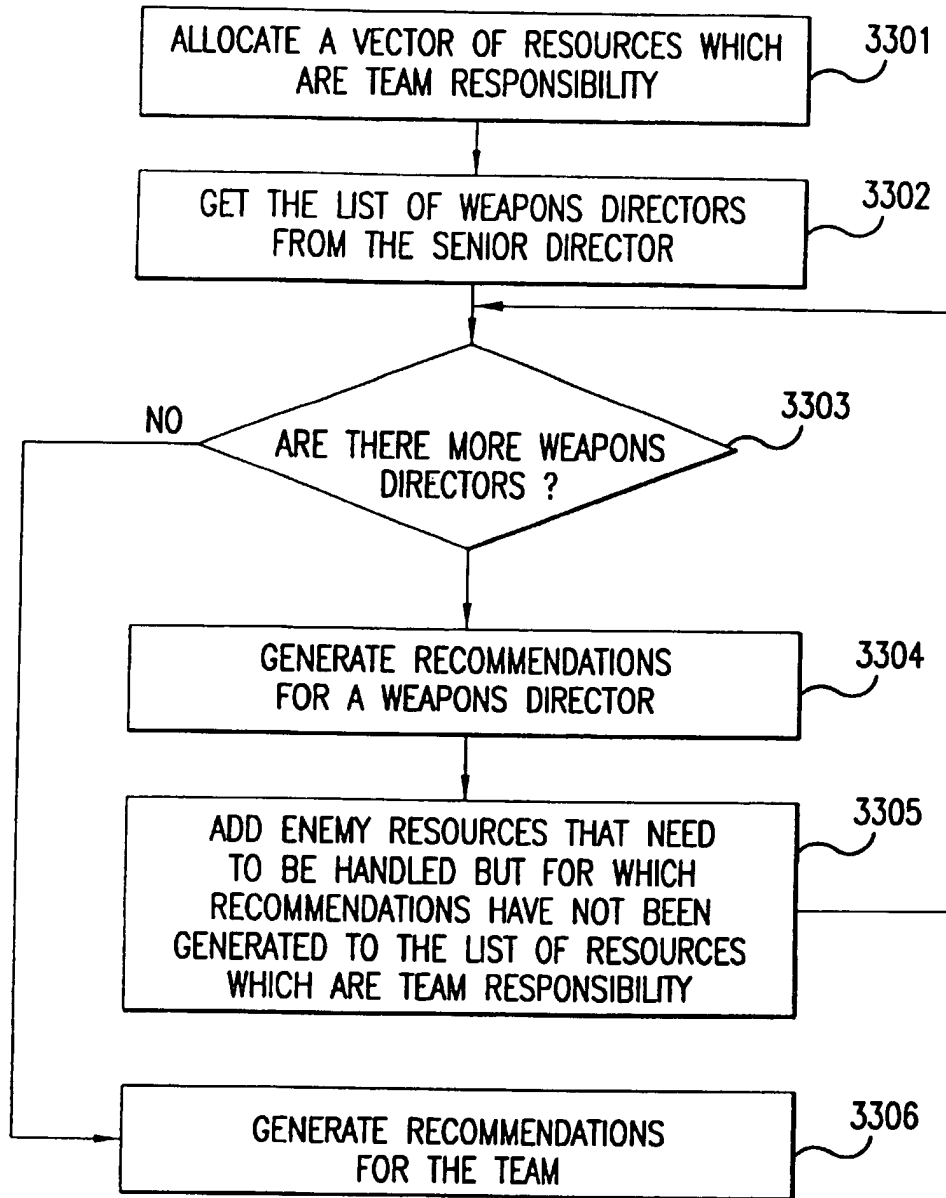 ALLOCATE A VECTOR OF RESOURCES WHICH
ARE TEAM RESPONSIBILITY
3301
GET THE LIST OF WEAPONS DIRECTORS
FROM THE SENIOR DIRECTOR
3302
NO
ARE THERE MORE WEAPONS
DIRECTORS ?
3303
GENERATE RECOMMENDATIONS
FOR A WEAPONS DIRECTOR
3304
ADD ENEMY RESOURCES THAT NEED
TO BE HANDLED BUT FOR WHICH
RECOMMENDATIONS HAVE NOT BEEN
GENERATED TO THE LIST OF RESOURCES
WHICH ARE TEAM RESPONSIBILITY
3305
GENERATE RECOMMENDATIONS
FOR THE TEAM
3306